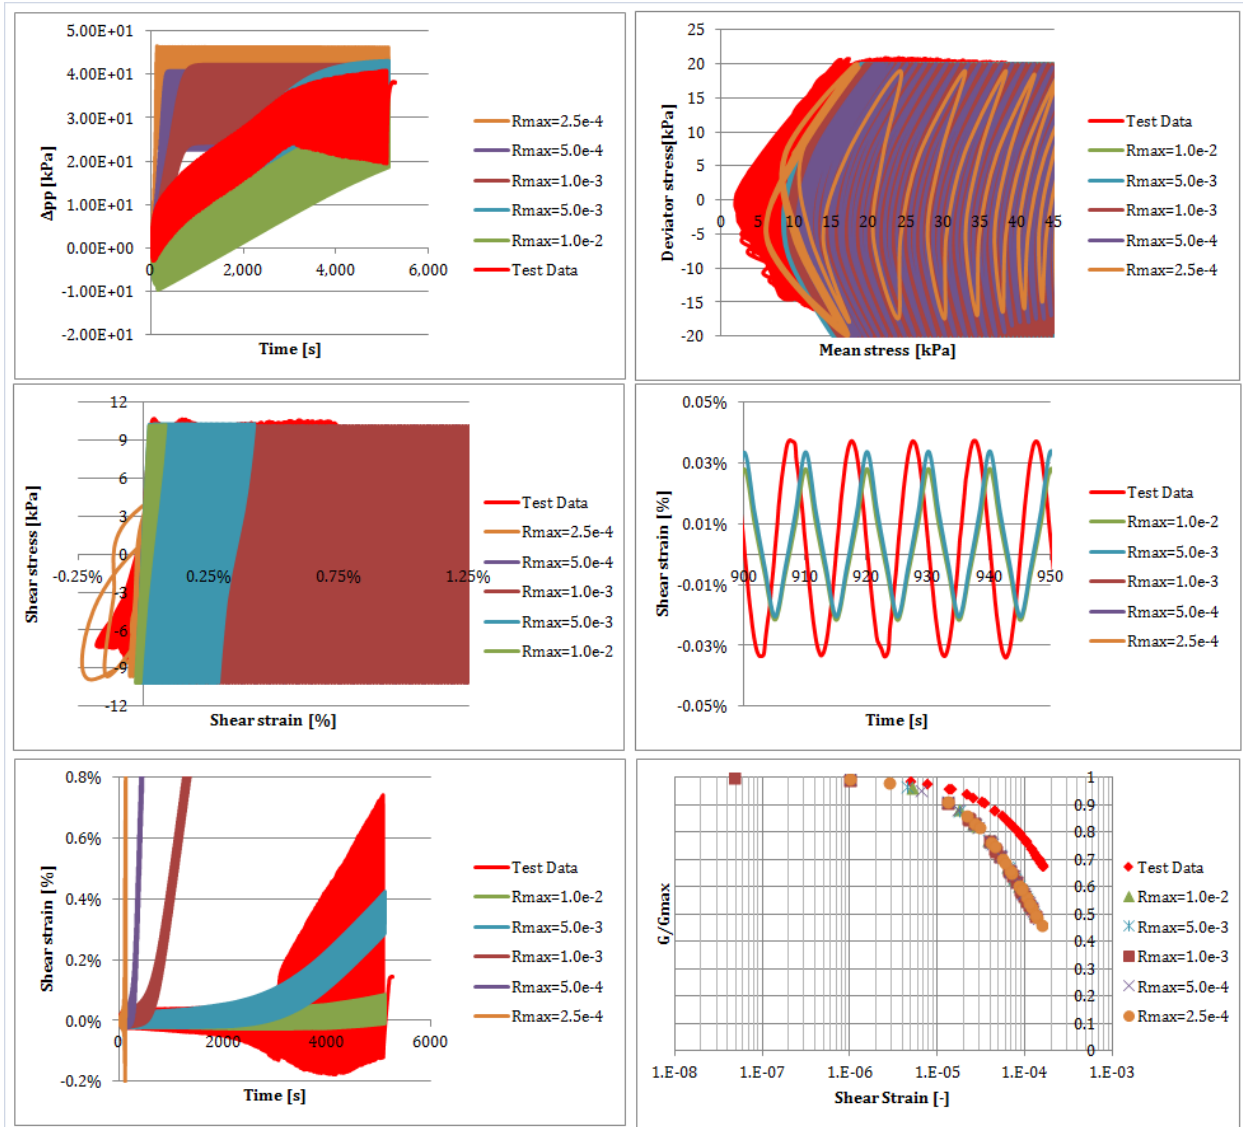 5.00E+01
4.00E+01
3.00E+01
2.00E+01
1.00E+01
0.00E+00
-1.00E+01
-2.00E+01
Δpp [kPa]
0
2,000
4,000
6,000
Time [s]
Rmax=2.5e-4
Rmax=5.0e-4
Rmax=1.0e-3
Rmax=5.0e-3
Rmax=1.0e-2
Test Data
25
20
15
10
5
0
-5
-10
-15
-20
Deviator stress[kPa]
0
5
10
15
20
25
30
35
40
45
Mean stress [kPa]
Test Data
Rmax=1.0e-2
Rmax=5.0e-3
Rmax=1.0e-3
Rmax=5.0e-4
Rmax=2.5e-4
12
9
6
3
0
-3
-6
-9
-12
Shear stress [kPa]
-0.25%
0.25%
0.75%
1.25%
Shear strain [%]
Test Data
Rmax=2.5e-4
Rmax=5.0e-4
Rmax=1.0e-3
Rmax=5.0e-3
Rmax=1.0e-2
0.05%
0.03%
0.01%
-0.01%
-0.03%
-0.05%
Shear strain [%]
900
910
920
930
940
950
Time [s]
Test Data
Rmax=1.0e-2
Rmax=5.0e-3
Rmax=1.0e-3
Rmax=5.0e-4
Rmax=2.5e-4
0.8%
0.6%
0.4%
0.2%
0.0%
-0.2%
Shear strain [%]
0
2000
4000
6000
Time [s]
Test Data
Rmax=1.0e-2
Rmax=5.0e-3
Rmax=1.0e-3
Rmax=5.0e-4
Rmax=2.5e-4
G/Gmax
1
0.9
0.8
0.7
0.6
0.5
0.4
0.3
0.2
0.1
0
1.E-08
1.E-07
1.E-06
1.E-05
1.E-04
1.E-03
Shear Strain [-]
Test Data
Rmax=1.0e-2
Rmax=5.0e-3
Rmax=1.0e-3
Rmax=5.0e-4
Rmax=2.5e-4